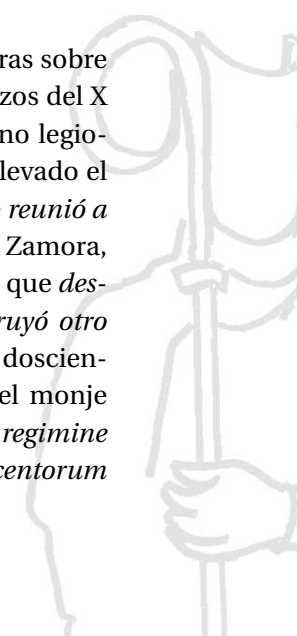 ras sobre
zos del X
no legio-
levado el
reunió a
Zamora,
que des-
ruyó otro
doscien-
el monje
regimine
centorum